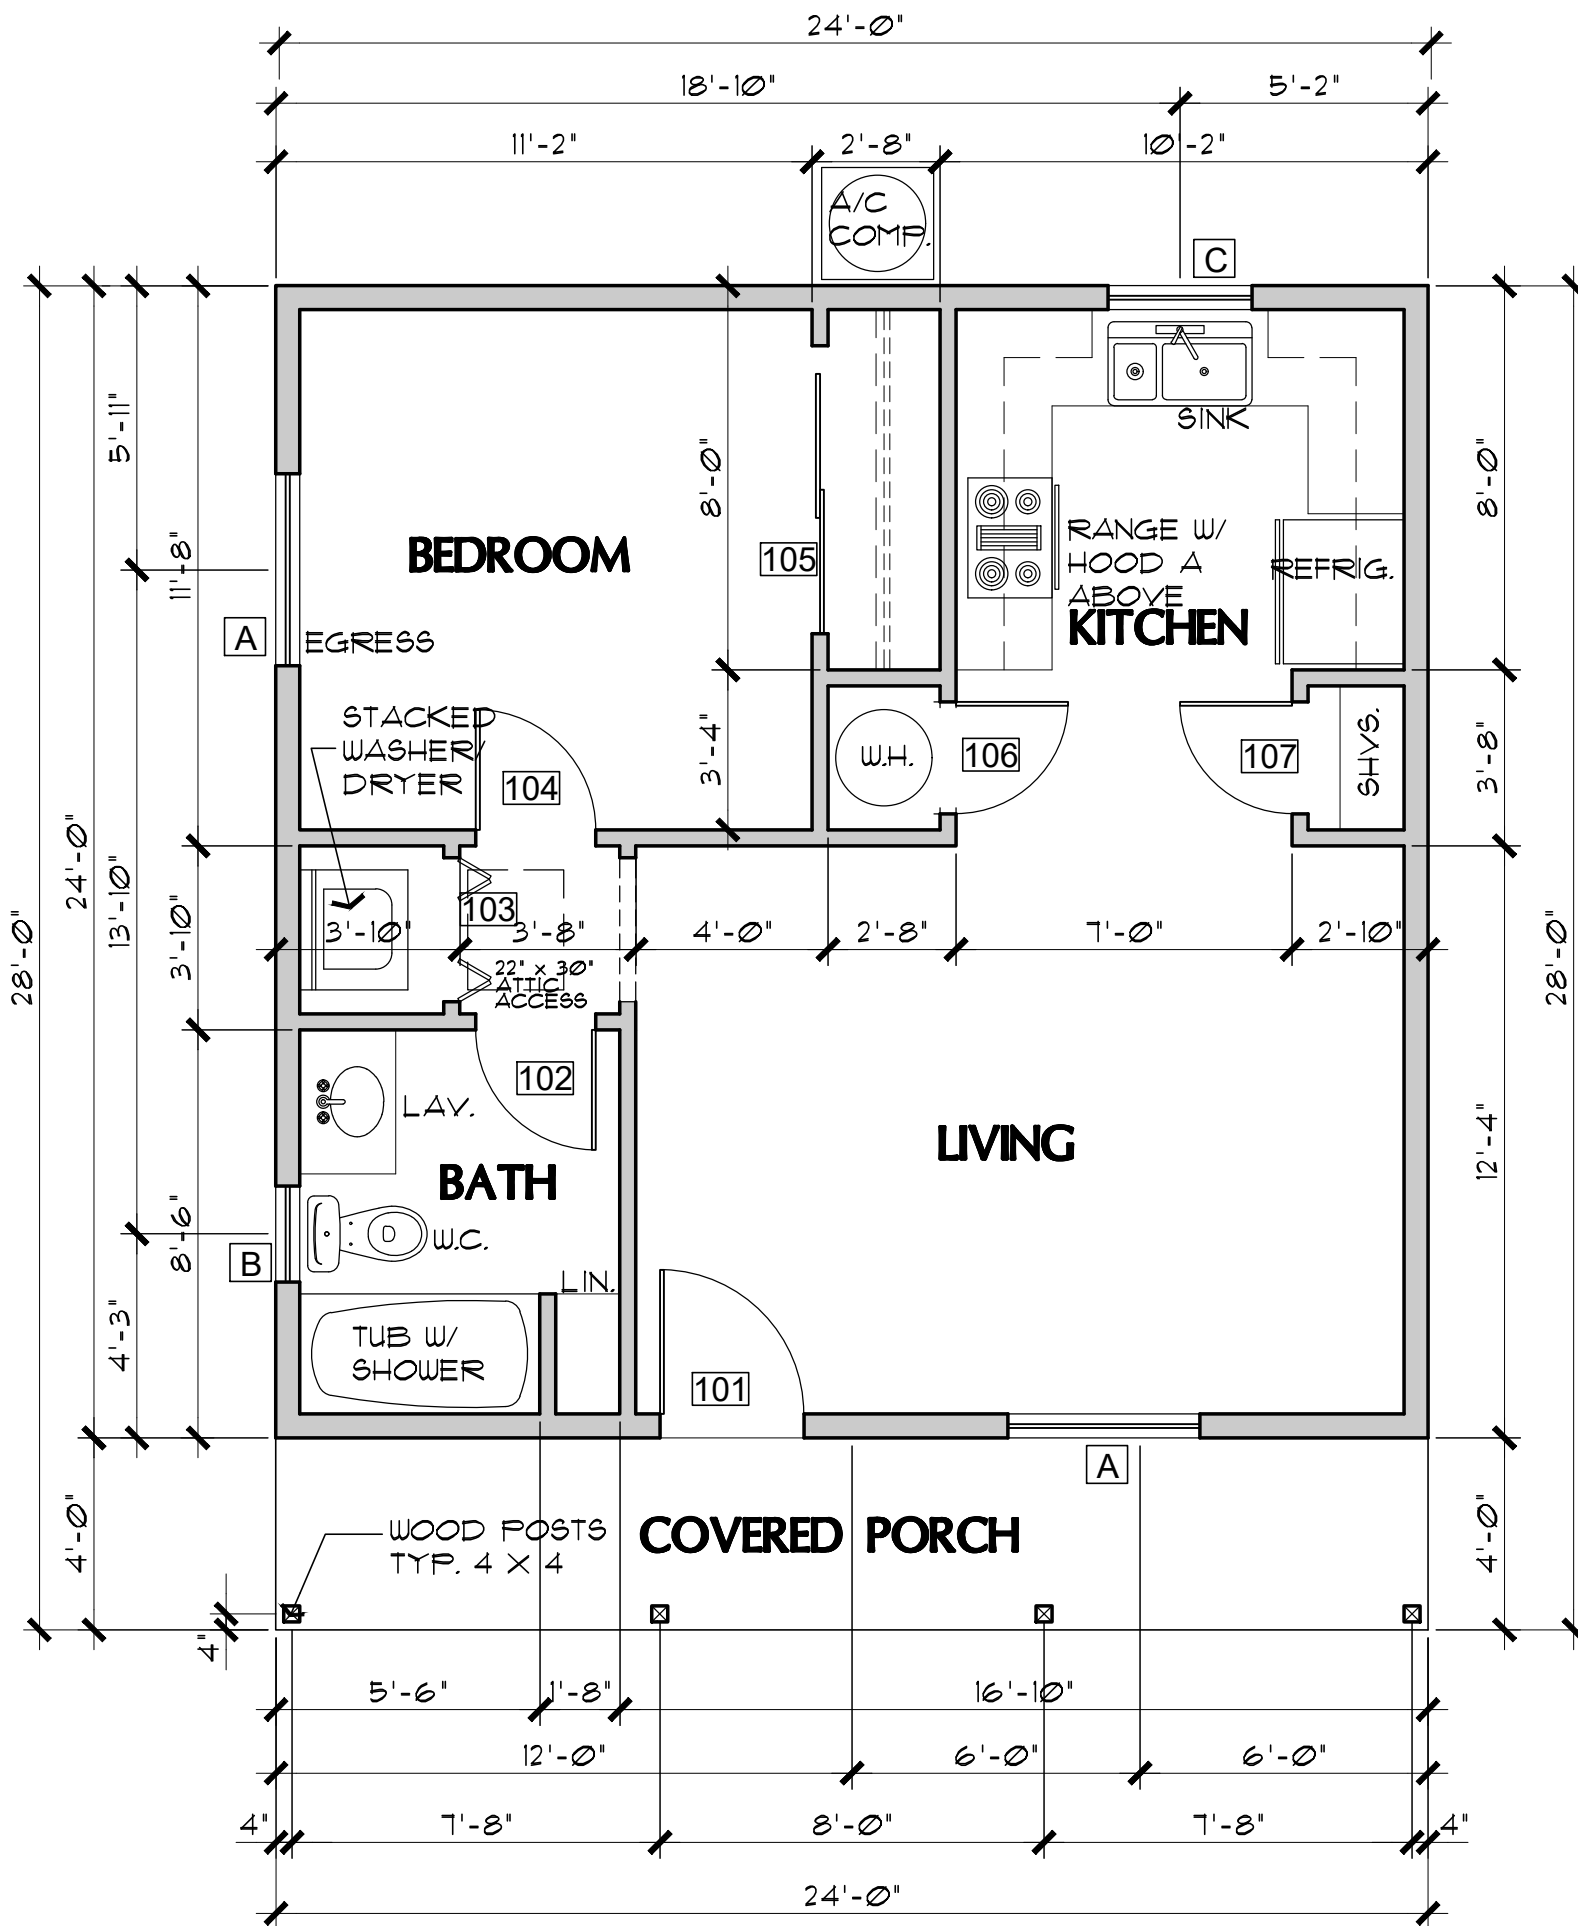 24'-0"
18'-10" 5'-2"
11'-2" 2'-8" 10'-2"
A/C
COMP.
C
SINK
5'-11"
11'-8"
8'-0"
8'-0"
BEDROOM
105
RANGE W/
HOOD A
ABOVE
REFRIG.
KITCHEN
A
EGRESS
STACKED
WASHER/
DRYER
104
3'-4"
W.H.
106
107
SHVS.
3'-8"
28'-0"
24'-0"
13'-10"
3'-10"
103
3'-10" 3'-8" 4'-0" 2'-8" 7'-0" 2'-10"
22" x 30"
ATTIC
ACCESS
28'-0"
102
LAV.
BATH
LIVING
12'-4"
8'-6"
W.C.
B
LIN.
4'-3"
TUB W/
SHOWER
101
A
4'-0"
WOOD POSTS
TYP. 4 X 4
COVERED PORCH
4'-0"
4"
5'-6" 1'-8" 16'-10"
12'-0" 6'-0" 6'-0"
4" 7'-8" 8'-0" 7'-8" 4"
24'-0"